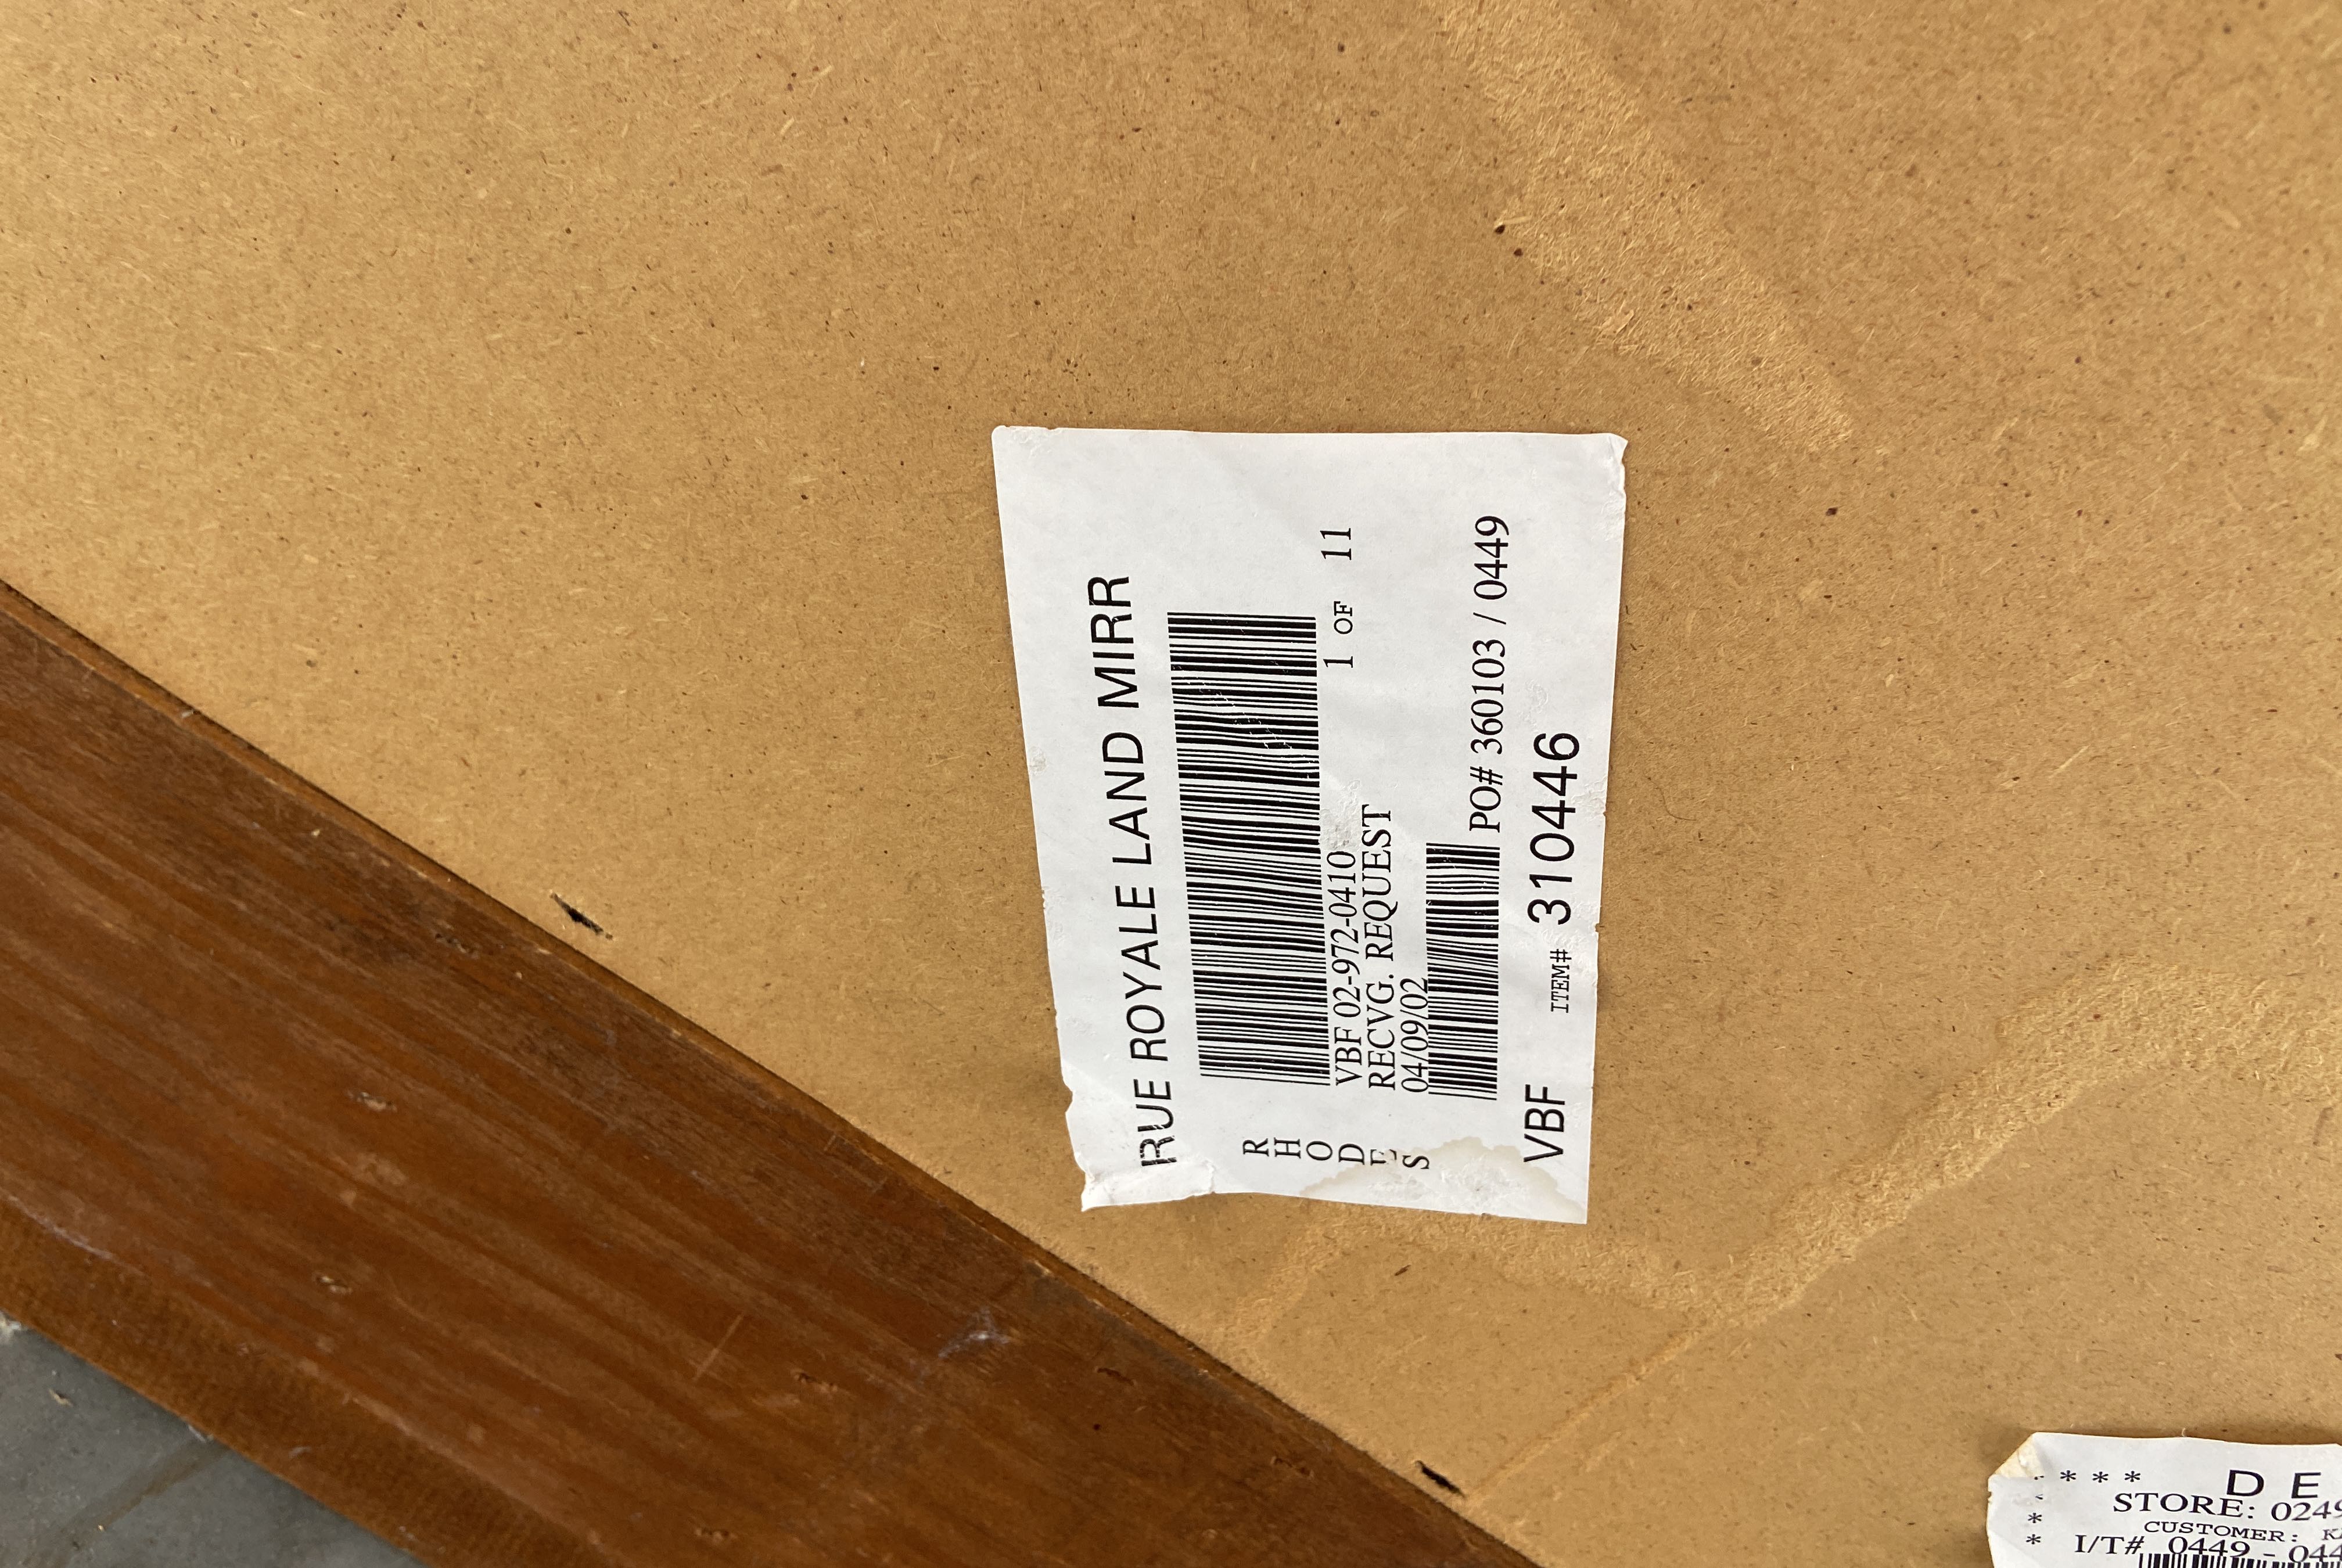 RUE ROYALE LAND MIRR
R
H
O
D
E
S
VBF 02-972-0410
1 OF 11
RECVG. REQUEST
04/09/02
PO# 360103 / 0449
VBF ITEM# 310446
*** D E
STORE: 0249
*
CUSTOMER:
* I/T# 0449 - 044